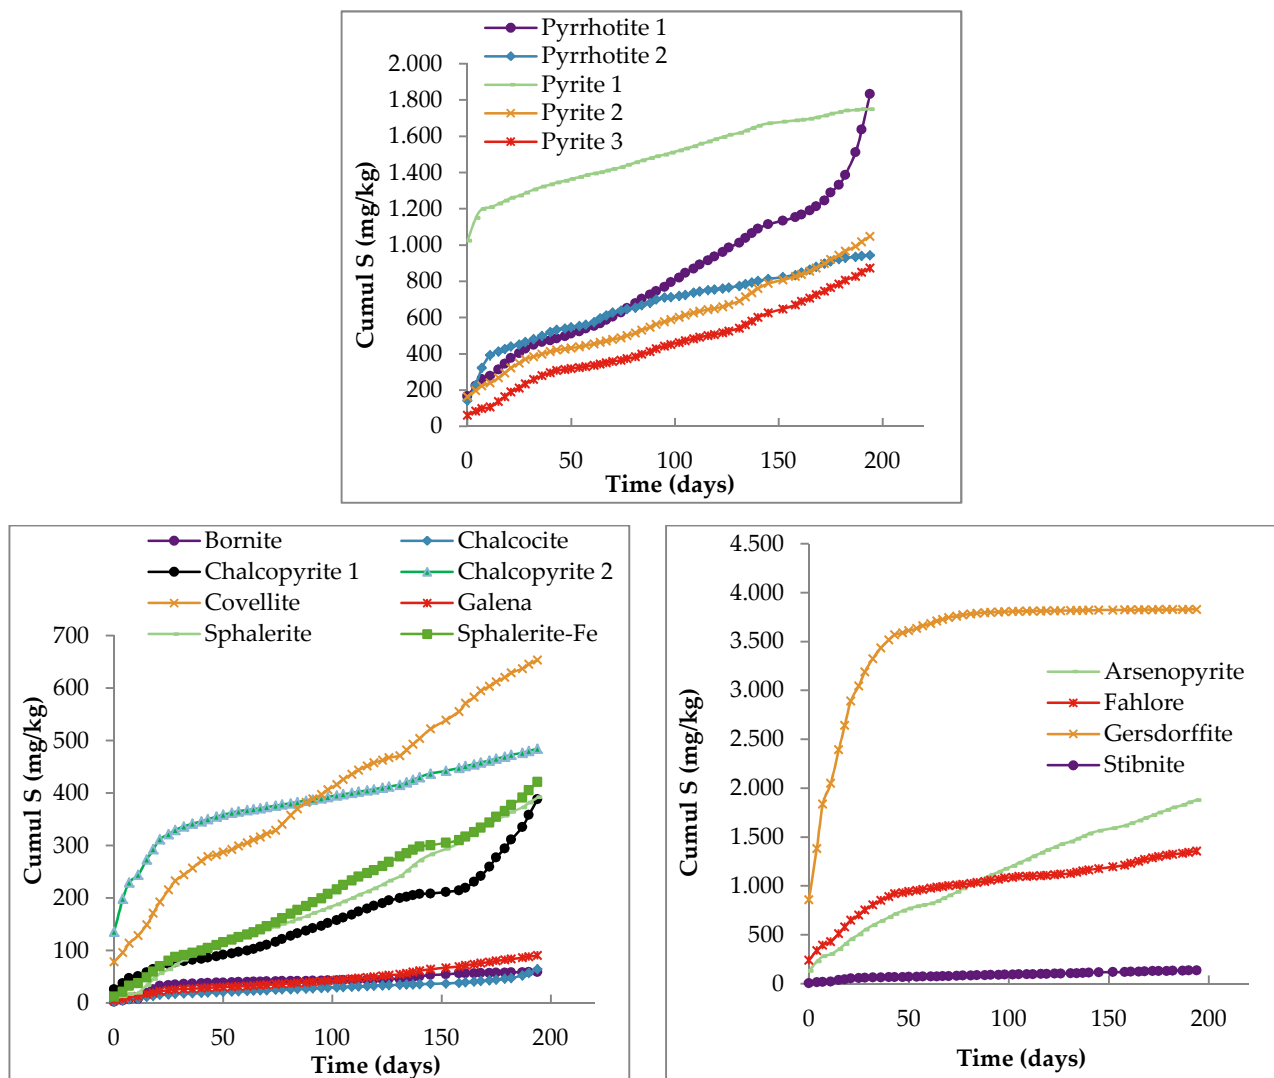 Pyrrhotite 1
Pyrrhotite 2
Pyrite 1
Pyrite 2
Pyrite 3
2.000
1.800
1.600
1.400
1.200
1.000
800
600
400
200
0
Cumul S (mg/kg)
0 50 100 150 200
Time (days)
Bornite Chalcocite
Chalcopyrite 1 Chalcopyrite 2
Covellite Galena
Sphalerite Sphalerite-Fe
700
600
500
400
300
200
100
0
Cumul S (mg/kg)
0 50 100 150 200
Time (days)
4.500
4.000
3.500
3.000
2.500
2.000
1.500
1.000
500
0
Cumul S (mg/kg)
Arsenopyrite
Fahlore
Gersdorffite
Stibnite
0 50 100 150 200
Time (days)